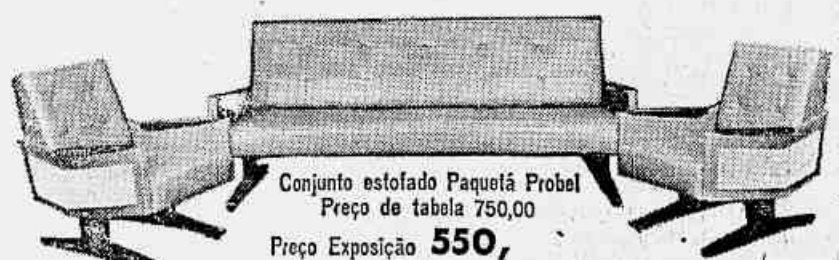 Conjunto estofado Paquetá Probel
Preço de tabela 750,00
Preço Exposição 550,